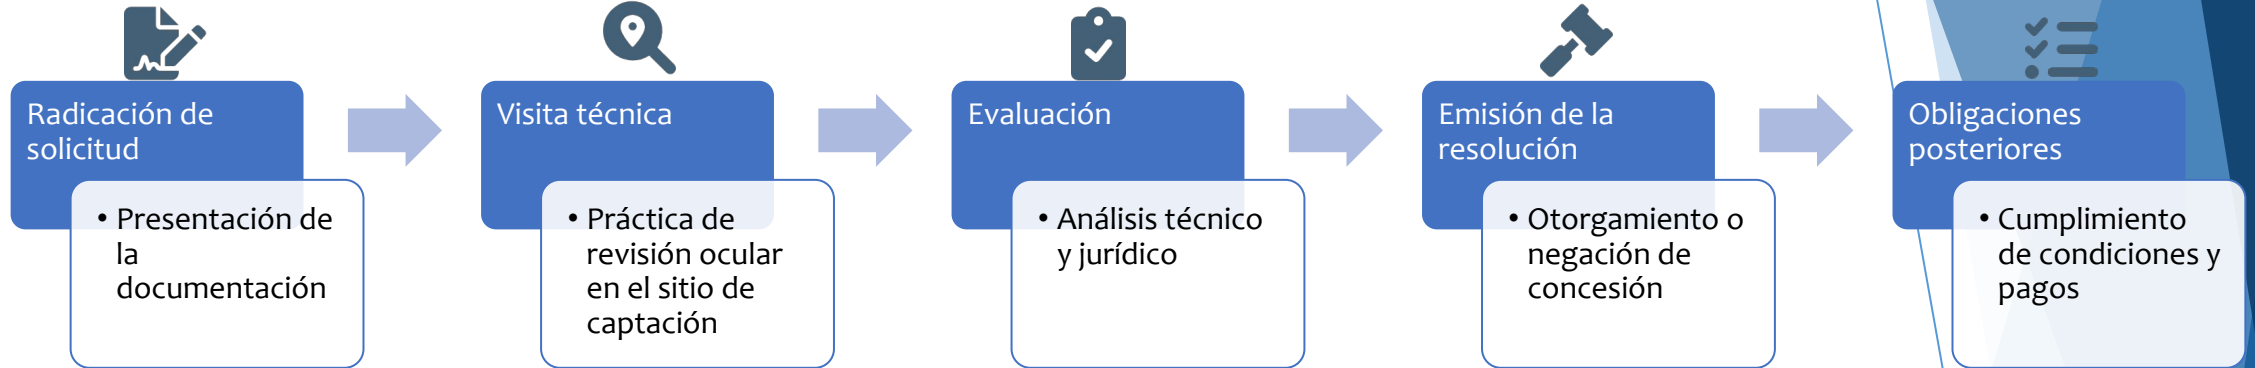 Radicación de
solicitud
• Presentación de
la
documentación
Visita técnica
• Práctica de
revisión ocular
en el sitio de
captación
Evaluación
• Análisis técnico
y jurídico
Emisión de la
resolución
• Otorgamiento o
negación de
concesión
Obligaciones
posteriores
• Cumplimiento
de condiciones y
pagos